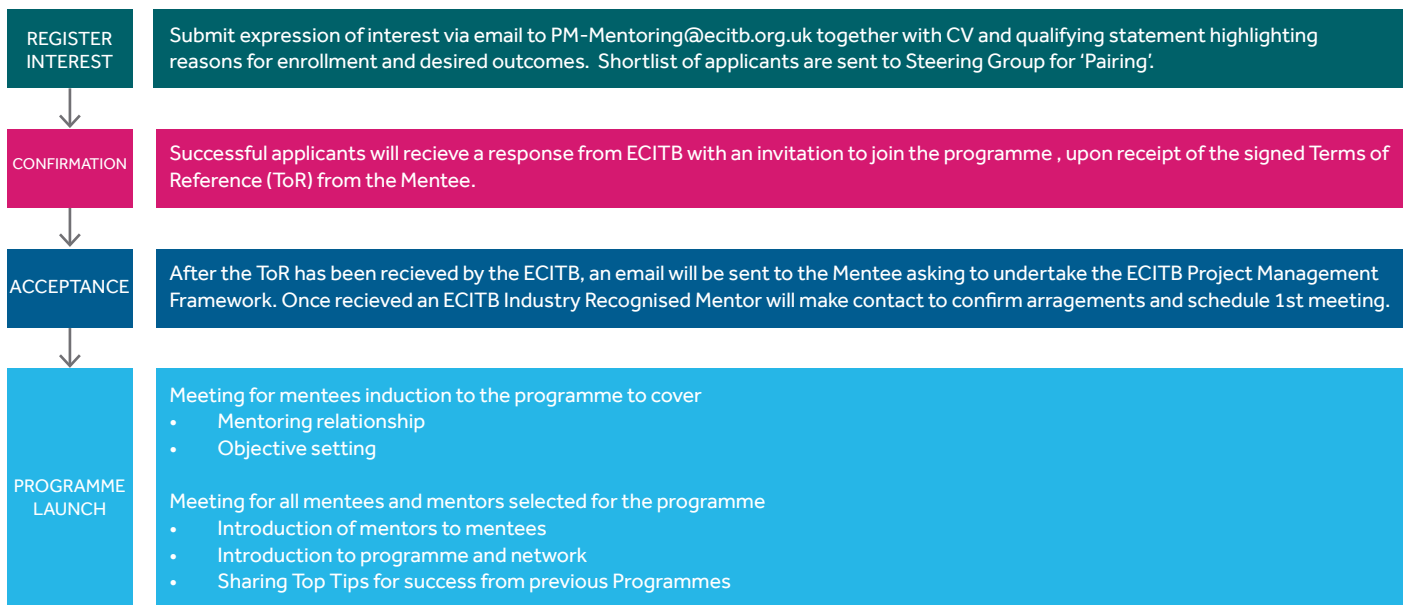 REGISTER
INTEREST
Submit expression of interest via email to PM-Mentoring@ecitb.org.uk together with CV and qualifying statement highlighting
reasons for enrollment and desired outcomes. Shortlist of applicants are sent to Steering Group for 'Pairing'.
CONFIRMATION
Successful applicants will recieve a response from ECITB with an invitation to join the programme , upon receipt of the signed Terms of
Reference (ToR) from the Mentee.
ACCEPTANCE
After the ToR has been recieved by the ECITB, an email will be sent to the Mentee asking to undertake the ECITB Project Management
Framework. Once recieved an ECITB Industry Recognised Mentor will make contact to confirm arragements and schedule 1st meeting.
PROGRAMME
LAUNCH
Meeting for mentees induction to the programme to cover
• Mentoring relationship
• Objective setting
Meeting for all mentees and mentors selected for the programme
• Introduction of mentors to mentees
• Introduction to programme and network
• Sharing Top Tips for success from previous Programmes